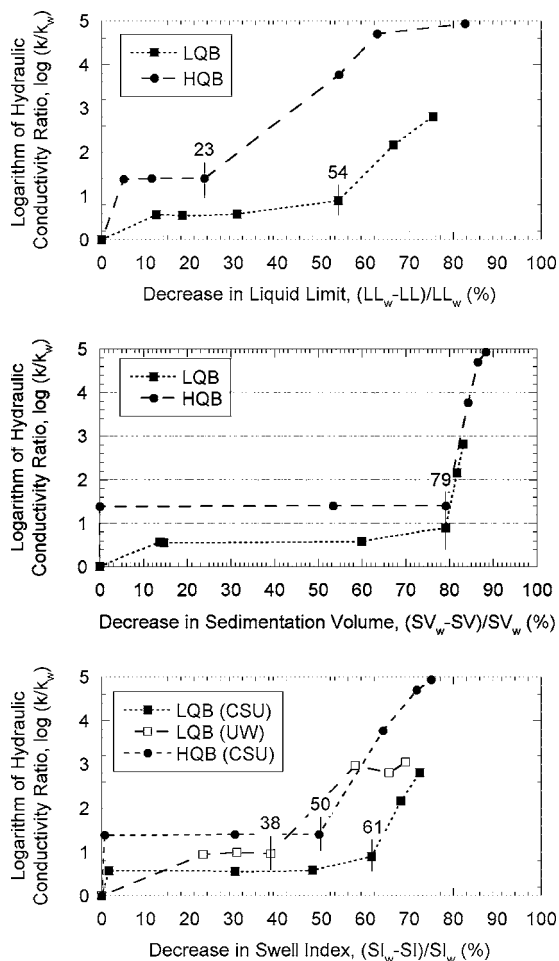 5
4
3
2
1
0
Logarithm of Hydraulic
Conductivity Ratio, log (k/k_w)
LQB
HQB
23
54
0 10 20 30 40 50 60 70 80 90 100
Decrease in Liquid Limit, (LL_w-LL)/LL_w (%)
5
4
3
2
1
0
Logarithm of Hydraulic
Conductivity Ratio, log (k/k_w)
LQB
HQB
79
0 10 20 30 40 50 60 70 80 90 100
Decrease in Sedimentation Volume, (SV_w-SV)/SV_w (%)
5
4
3
2
1
0
Logarithm of Hydraulic
Conductivity Ratio, log (k/k_w)
LQB (CSU)
LQB (UW)
HQB (CSU)
38
50
61
0 10 20 30 40 50 60 70 80 90 100
Decrease in Swell Index, (SI_w-SI)/SI_w (%)